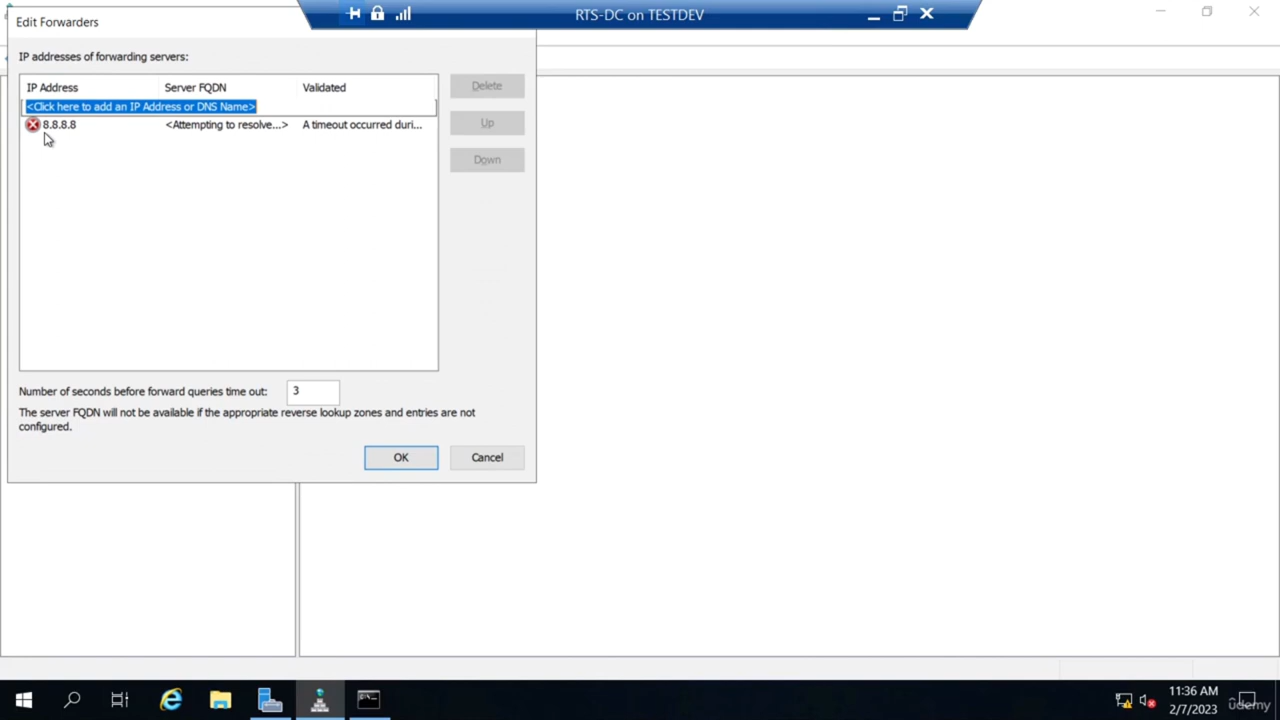 Edit Forwarders
RTS-DC on TESTDEV
IP addresses of forwarding servers:
IP Address Server FQDN Validated
<Click here to add an IP Address or DNS Name>
8.8.8.8 <Attempting to resolve...> A timeout occurred duri...
Delete
Up
Down
Number of seconds before forward queries time out: 3
The server FQDN will not be available if the appropriate reverse lookup zones and entries are not
configured.
OK Cancel
11:36 AM
2/7/2023
udemy